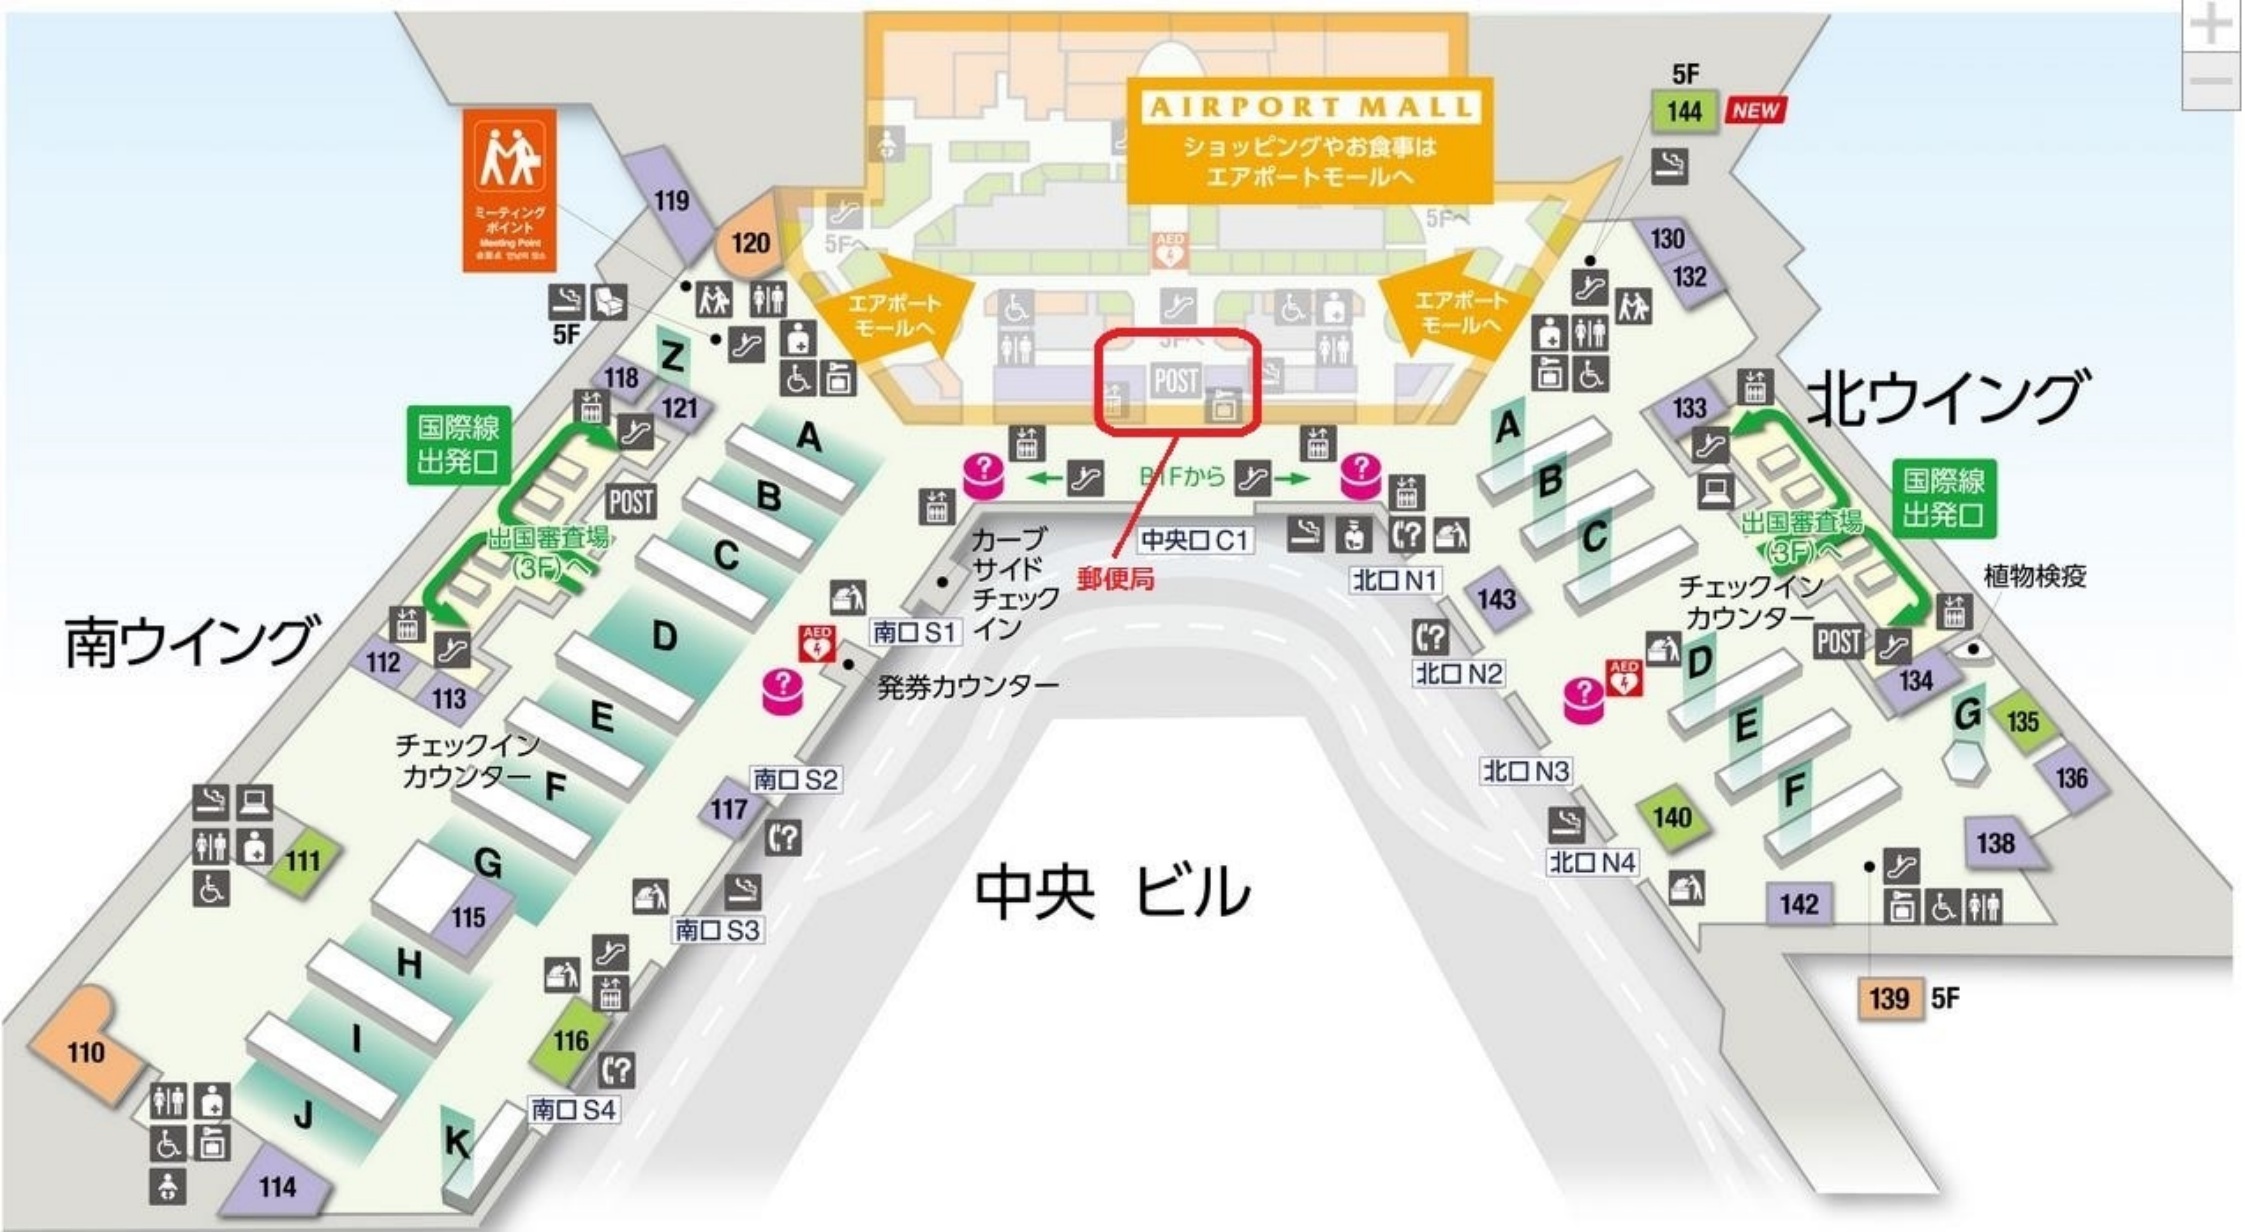 5F
AIRPORT MALL
144
NEW
ショッピングやお食事は
エアポートモールへ
ミーティング
ポイント
Meeting Point
119
120
AED
5Fへ
5Fへ
130
132
エアポート
モールへ
エアポート
モールへ
5F
Z
5Fへ
118
POST
121
133
北ウイング
国際線
出発口
A
A
B
B
C
POST
B1Fから
国際線
出発口
出国審査場
(3F)へ
出国審査場
(3F)へ
C
中央口 C1
カーブ
サイド
チェック
イン
郵便局
北口 N1
植物検疫
チェックイン
カウンター
143
南ウイング
D
南口 S1
AED
POST
112
113
発券カウンター
北口 N2
AED
D
134
E
E
G
135
チェックイン
カウンター
南口 S2
北口 N3
136
F
F
117
140
138
111
G
北口 N4
中央 ビル
115
南口 S3
142
H
139
5F
I
116
110
J
南口 S4
K
114